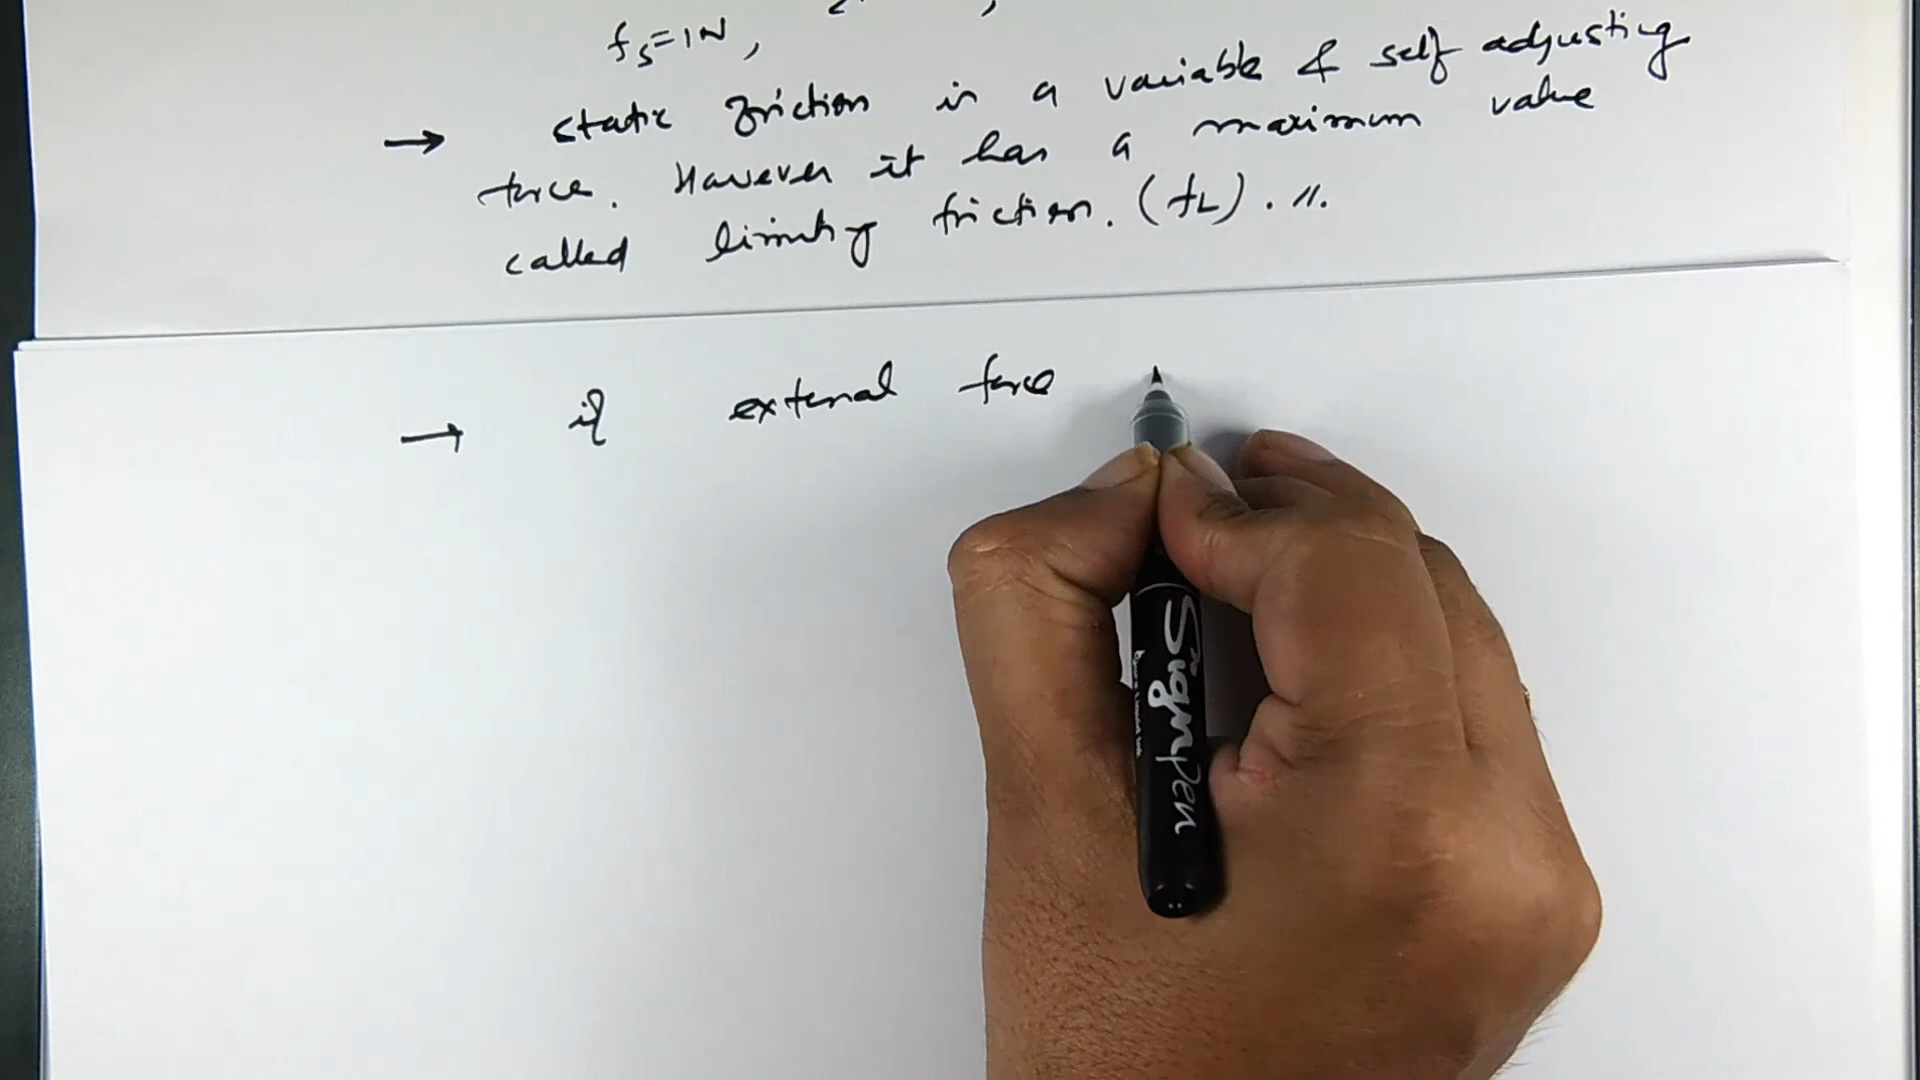 fs=1N,
→ static friction is a variable & self adjusting
force. However it has a maximum value
called limiting friction. (fL). //.
→ if external force
Signpen